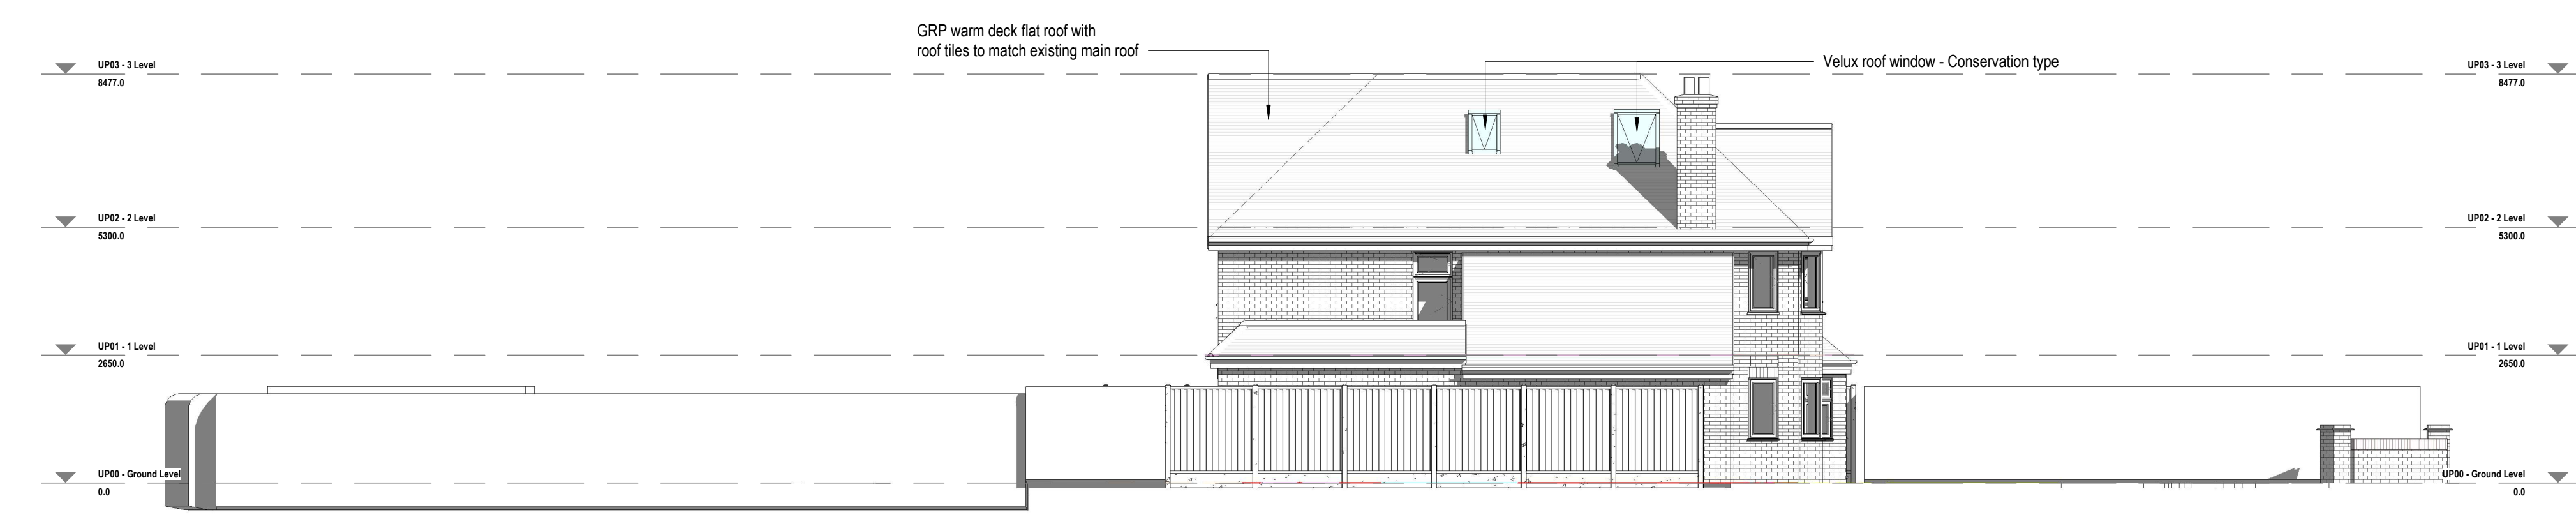 GRP warm deck flat roof with
roof tiles to match existing main roof
Velux roof window - Conservation type
UP03 - 3 Level
8477.0
UP03 - 3 Level
8477.0
UP02 - 2 Level
5300.0
UP02 - 2 Level
5300.0
UP01 - 1 Level
2650.0
UP01 - 1 Level
2650.0
UP00 - Ground Level
0.0
UP00 - Ground Level
0.0